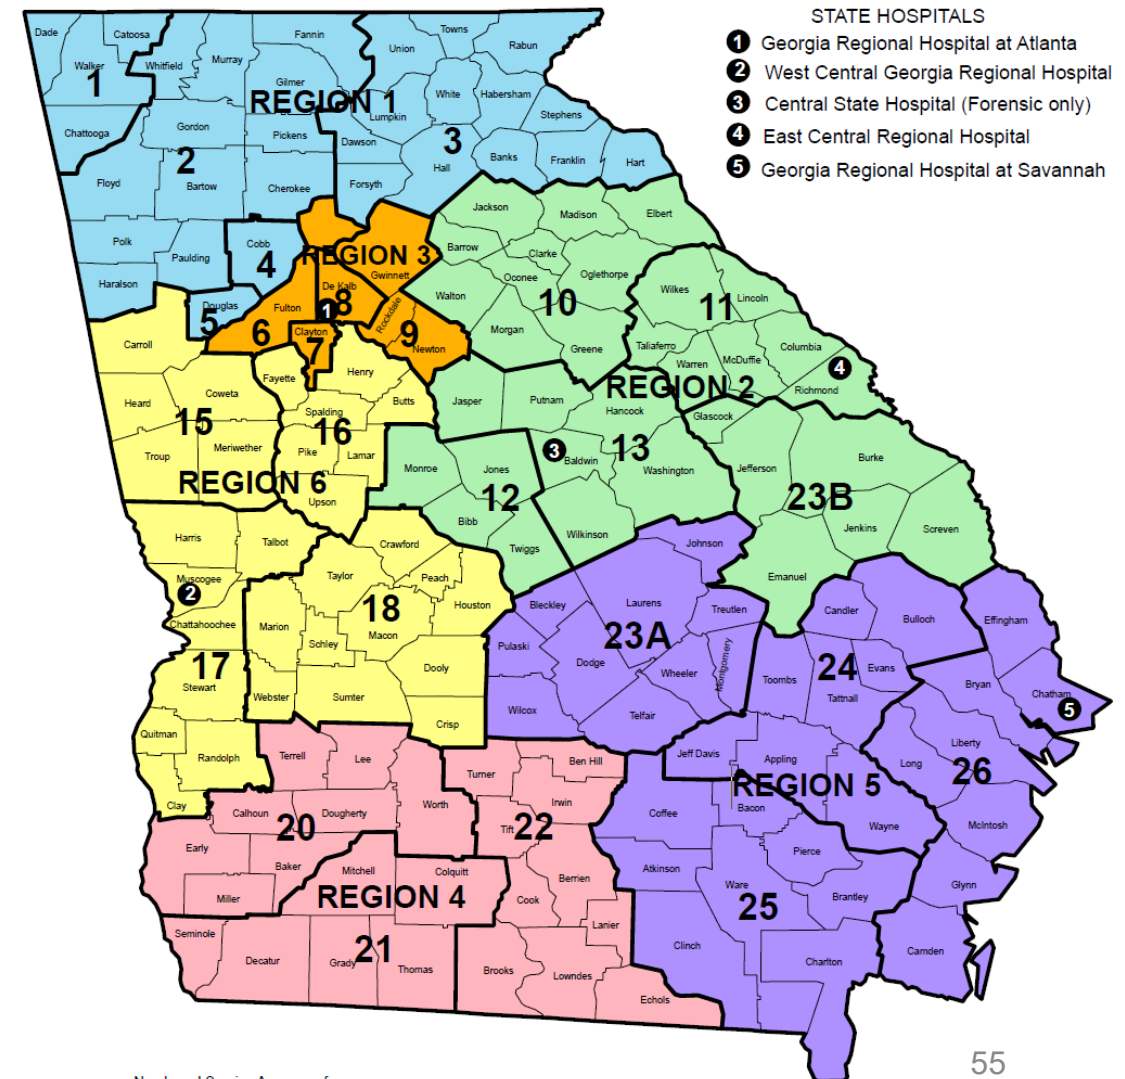 STATE HOSPITALS
1 Georgia Regional Hospital at Atlanta
2 West Central Georgia Regional Hospital
3 Central State Hospital (Forensic only)
4 East Central Regional Hospital
5 Georgia Regional Hospital at Savannah
Dade
Catoosa
Fannin
Towns
Union
Rabun
Walker
Whitfield
Murray
1
Gilmer
REGION 1
White
Habersham
Lumpkin
Stephens
Chattooga
Gordon
Pickens
Dawson
3
2
Hall
Banks
Franklin
Hart
Floyd
Bartow
Cherokee
Forsyth
Jackson
Madison
Elbert
Polk
Paulding
Cobb
4
REGION 3
Gwinnett
Barrow
Clarke
Oconee
Oglethorpe
Haralson
Douglas
5
Fulton
6
De Kalb
1
8
Rockdale
Walton
10
Wilkes
11
Lincoln
Clayton
7
9
Newton
Morgan
Greene
Taliaferro
Warren
McDuffie
Columbia
4
Richmond
Carroll
Fayette
Henry
REGION 2
Heard
Coweta
15
Spalding
16
Butts
Jasper
Putnam
Hancock
Glascock
Troup
Meriwether
Pike
Lamar
3
Baldwin
13
Washington
Jefferson
Burke
REGION 6
Upson
Monroe
Jones
12
23B
Bibb
Twiggs
Wilkinson
Jenkins
Screven
Harris
Talbot
Crawford
Johnson
Muscogee
2
Taylor
Peach
Emanuel
Chattahoochee
Marion
18
Macon
Houston
Schley
Bleckley
Laurens
Treutlen
Candler
Bulloch
Effingham
17
Stewart
Dooly
Pulaski
23A
Dodge
Wheeler
Montgomery
Toombs
24
Evans
Tattnall
Bryan
Chatham
5
Webster
Sumter
Crisp
Wilcox
Telfair
Quitman
Randolph
Terrell
Lee
Turner
Ben Hill
Jeff Davis
Appling
Liberty
Long
26
REGION 5
Clay
Calhoun
Dougherty
20
Worth
Irwin
Tift
22
Coffee
Bacon
Wayne
McIntosh
Early
Baker
Mitchell
Colquitt
Berrien
Atkinson
Pierce
Miller
REGION 4
Cook
Ware
25
Brantley
Glynn
Seminole
Lanier
Decatur
Grady
21
Thomas
Brooks
Lowndes
Clinch
Charlton
Camden
Echols
55